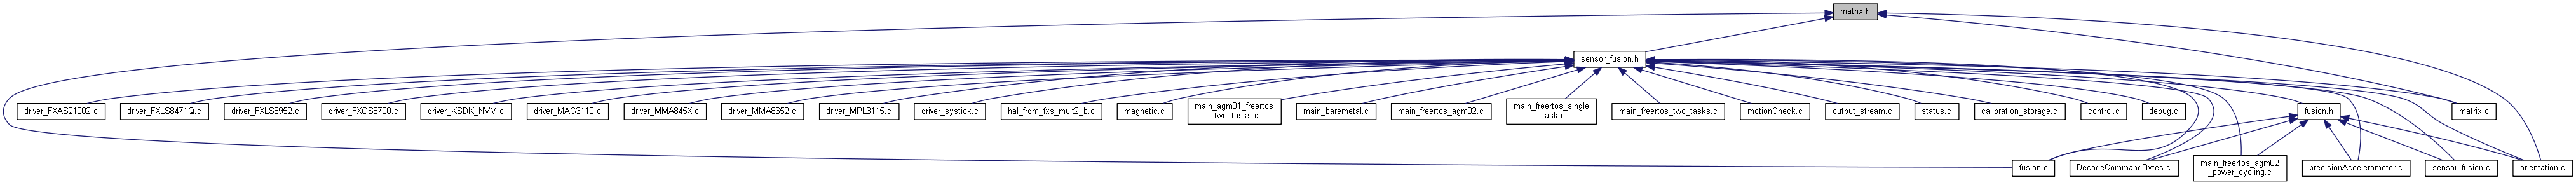 matrix.h
sensor_fusion.h
driver_FXAS21002.c
driver_FXLS8471Q.c
driver_FXLS8952.c
driver_FXOS8700.c
driver_KSDK_NVM.c
driver_MAG3110.c
driver_MMA845X.c
driver_MMA8652.c
driver_MPL3115.c
driver_systick.c
hal_frdm_fxs_mult2_b.c
magnetic.c
main_agm01_freertos
_two_tasks.c
main_baremetal.c
main_freertos_agm02.c
main_freertos_single
_task.c
main_freertos_two_tasks.c
motionCheck.c
output_stream.c
status.c
calibration_storage.c
control.c
debug.c
fusion.h
matrix.c
fusion.c
DecodeCommandBytes.c
main_freertos_agm02
_power_cycling.c
precisionAccelerometer.c
sensor_fusion.c
orientation.c